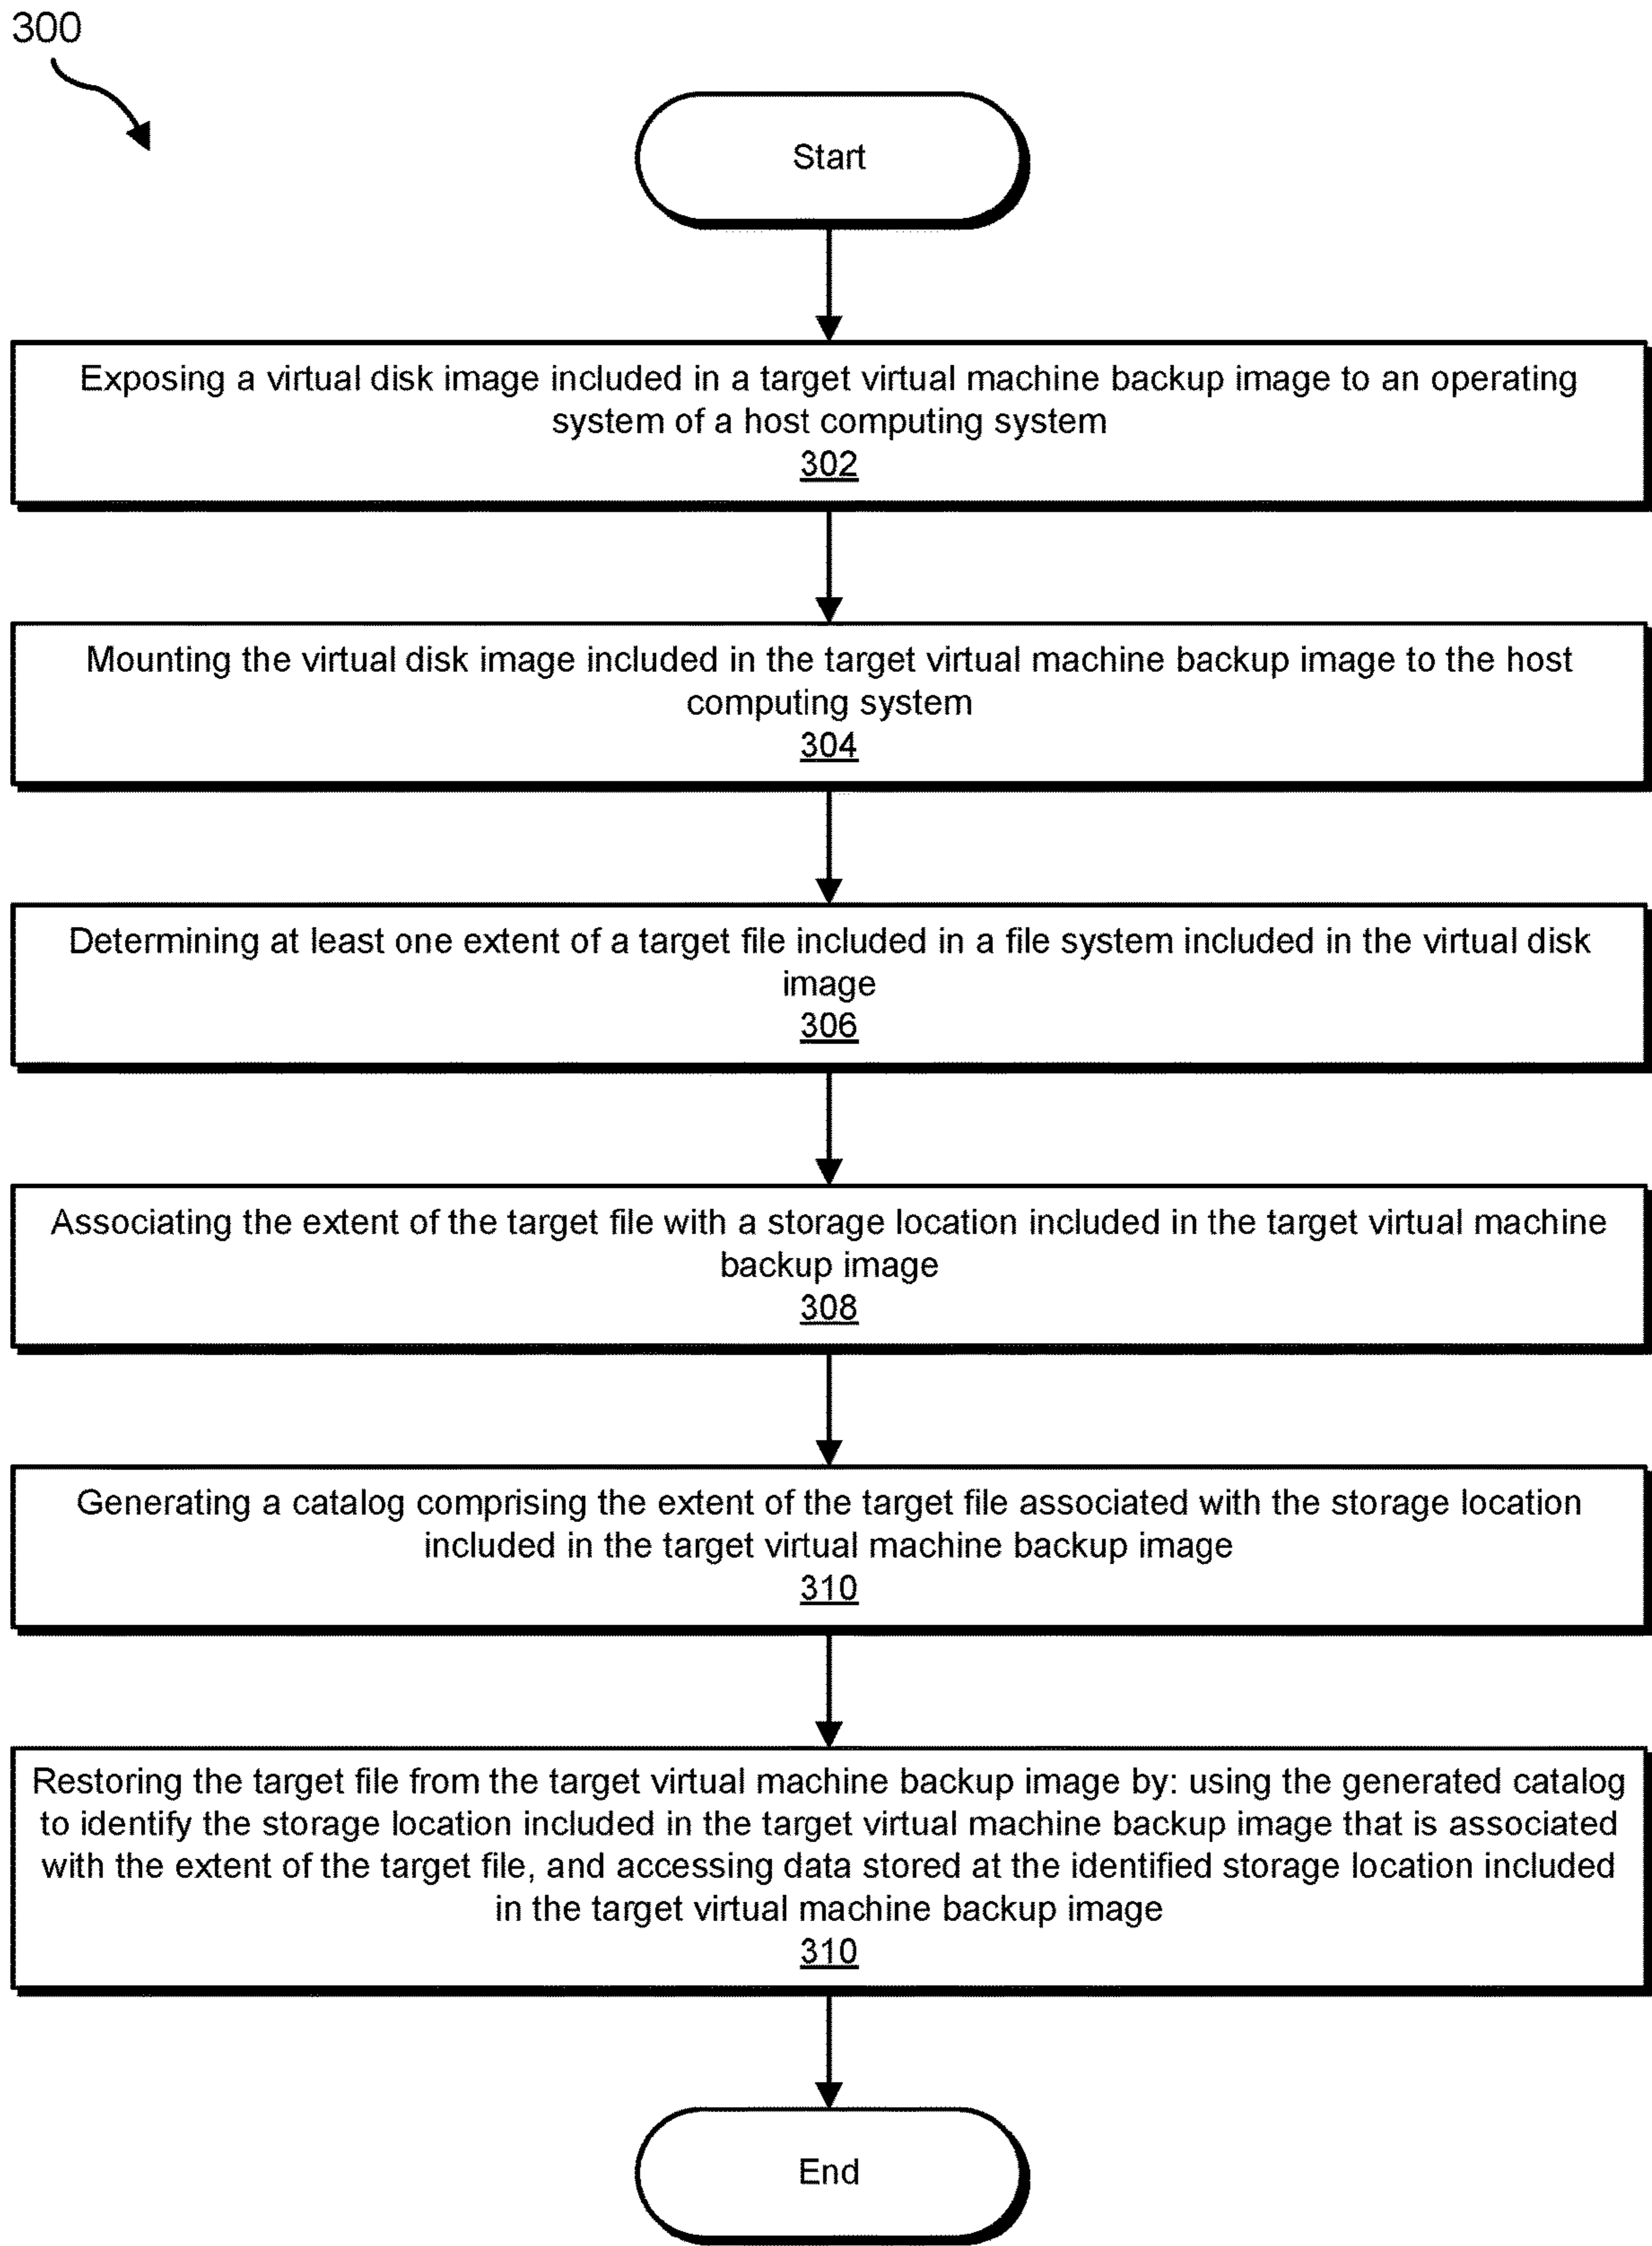 300
Start
Exposing a virtual disk image included in a target virtual machine backup image to an operating
system of a host computing system
302
Mounting the virtual disk image included in the target virtual machine backup image to the host
computing system
304
Determining at least one extent of a target file included in a file system included in the virtual disk
image
306
Associating the extent of the target file with a storage location included in the target virtual machine
backup image
308
Generating a catalog comprising the extent of the target file associated with the storage location
included in the target virtual machine backup image
310
Restoring the target file from the target virtual machine backup image by: using the generated catalog
to identify the storage location included in the target virtual machine backup image that is associated
with the extent of the target file, and accessing data stored at the identified storage location included
in the target virtual machine backup image
310
End